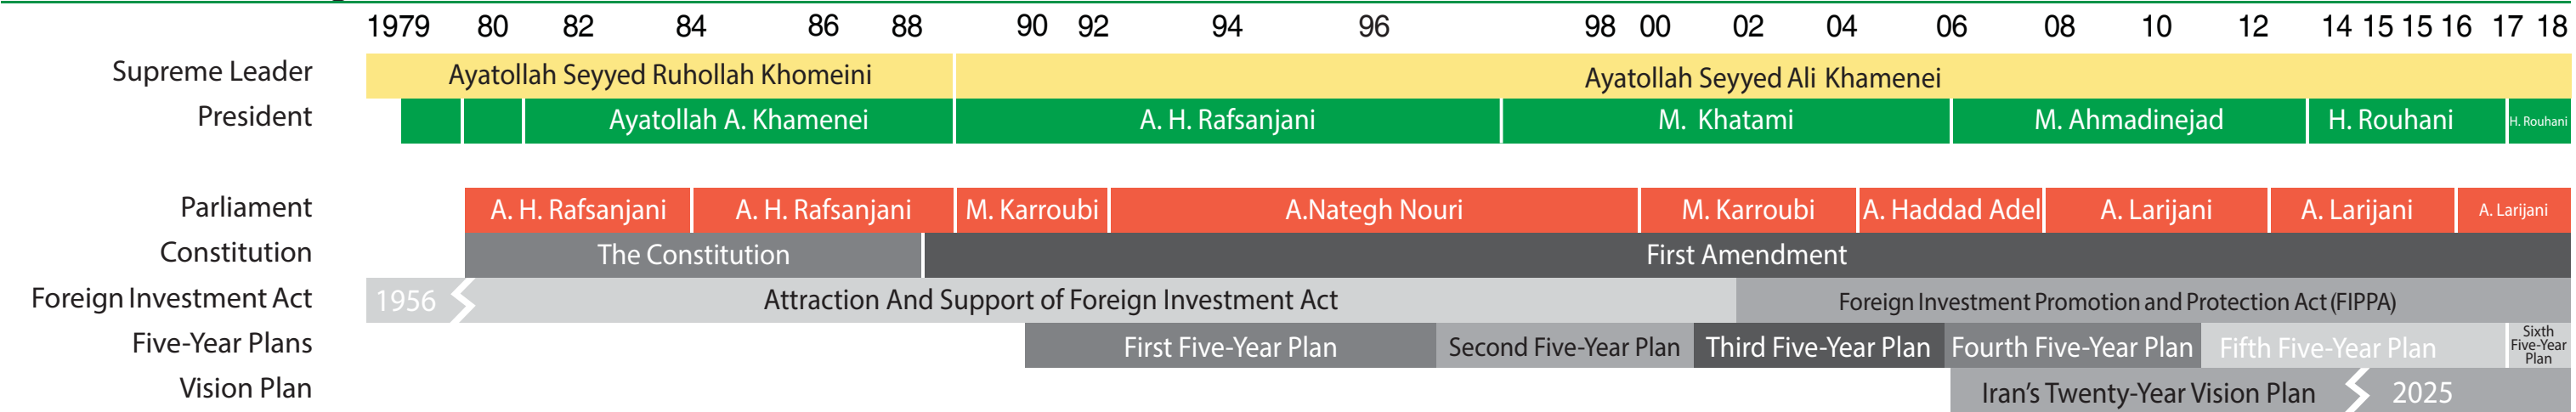 1979 80 82 84 86 88 90 92 94 96 98 00 02 04 06 08 10 12 14 15 15 16 17 18
Supreme Leader Ayatollah Seyyed Ruhollah Khomeini Ayatollah Seyyed Ali Khamenei
President Ayatollah A. Khamenei A. H. Rafsanjani M. Khatami M. Ahmadinejad H. Rouhani H. Rouhani
Parliament A. H. Rafsanjani A. H. Rafsanjani M. Karroubi A.Nategh Nouri M. Karroubi A. Haddad Adel A. Larijani A. Larijani A. Larijani
Constitution The Constitution First Amendment
Foreign Investment Act 1956 Attraction And Support of Foreign Investment Act Foreign Investment Promotion and Protection Act (FIPPA)
Five-Year Plans First Five-Year Plan Second Five-Year Plan Third Five-Year Plan Fourth Five-Year Plan Fifth Five-Year Plan Sixth
Five-Year
Plan
Vision Plan Iran's Twenty-Year Vision Plan 2025